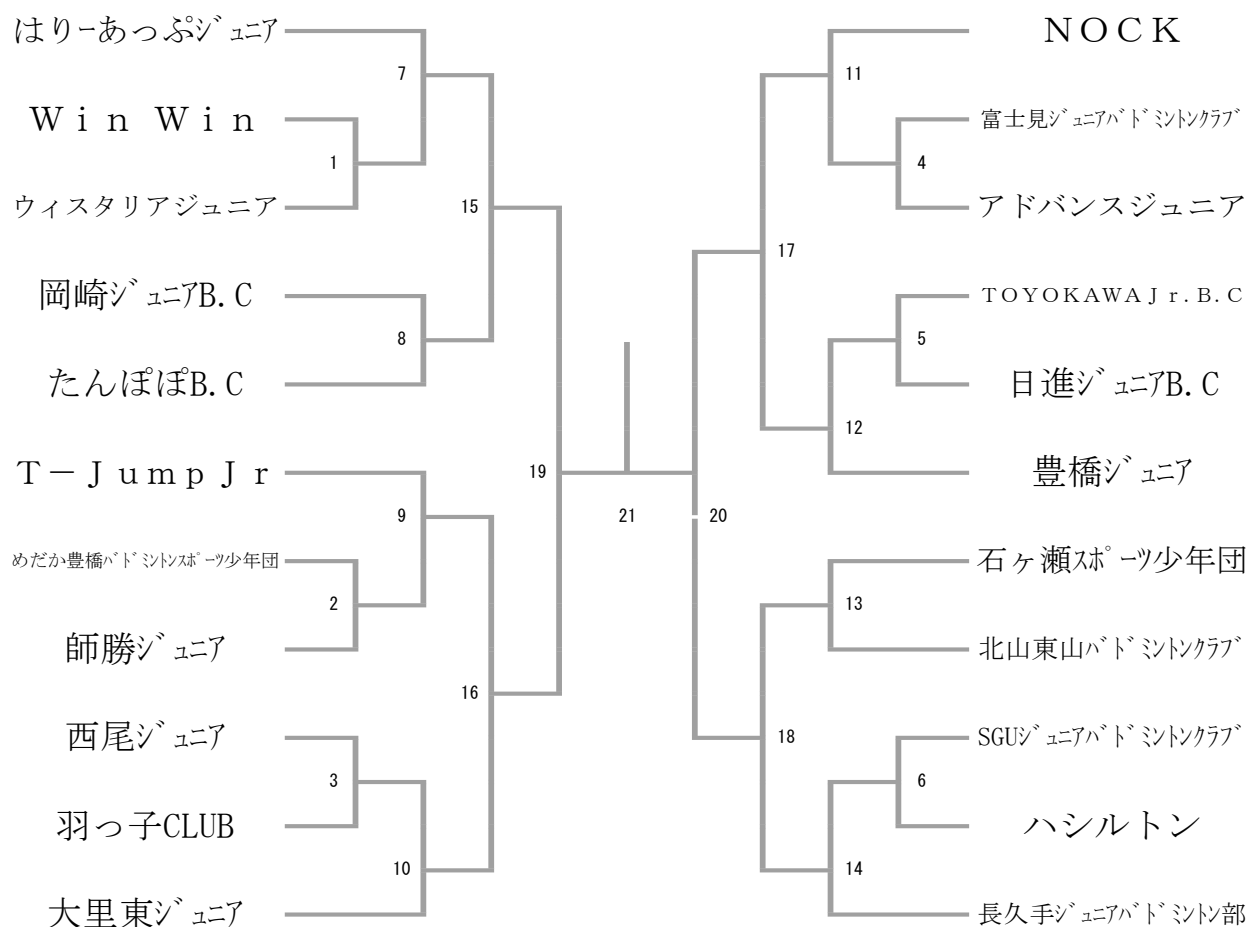 はりーあっぷｼﾞｭﾆｱ
Ｗｉｎ Ｗｉｎ
ウィスタリアジュニア
岡崎ｼﾞｭﾆｱB.C
たんぽぽB.C
Ｔ－ＪｕｍｐＪｒ
めだか豊橋ﾊﾞﾄﾞﾐﾝﾄﾝｽﾎﾟｰﾂ少年団
師勝ｼﾞｭﾆｱ
西尾ｼﾞｭﾆｱ
羽っ子CLUB
大里東ｼﾞｭﾆｱ
1
2
3
7
8
9
10
15
16
19
21
20
17
18
11
12
13
14
4
5
6
ＮＯＣＫ
富士見ｼﾞｭﾆｱﾊﾞﾄﾞﾐﾝﾄﾝｸﾗﾌﾞ
アドバンスジュニア
ＴＯＹＯＫＡＷＡＪｒ.Ｂ.Ｃ
日進ｼﾞｭﾆｱB.C
豊橋ｼﾞｭﾆｱ
石ヶ瀬ｽﾎﾟｰﾂ少年団
北山東山ﾊﾞﾄﾞﾐﾝﾄﾝｸﾗﾌﾞ
SGUｼﾞｭﾆｱﾊﾞﾄﾞﾐﾝﾄﾝｸﾗﾌﾞ
ハシルトン
長久手ｼﾞｭﾆｱﾊﾞﾄﾞﾐﾝﾄﾝ部